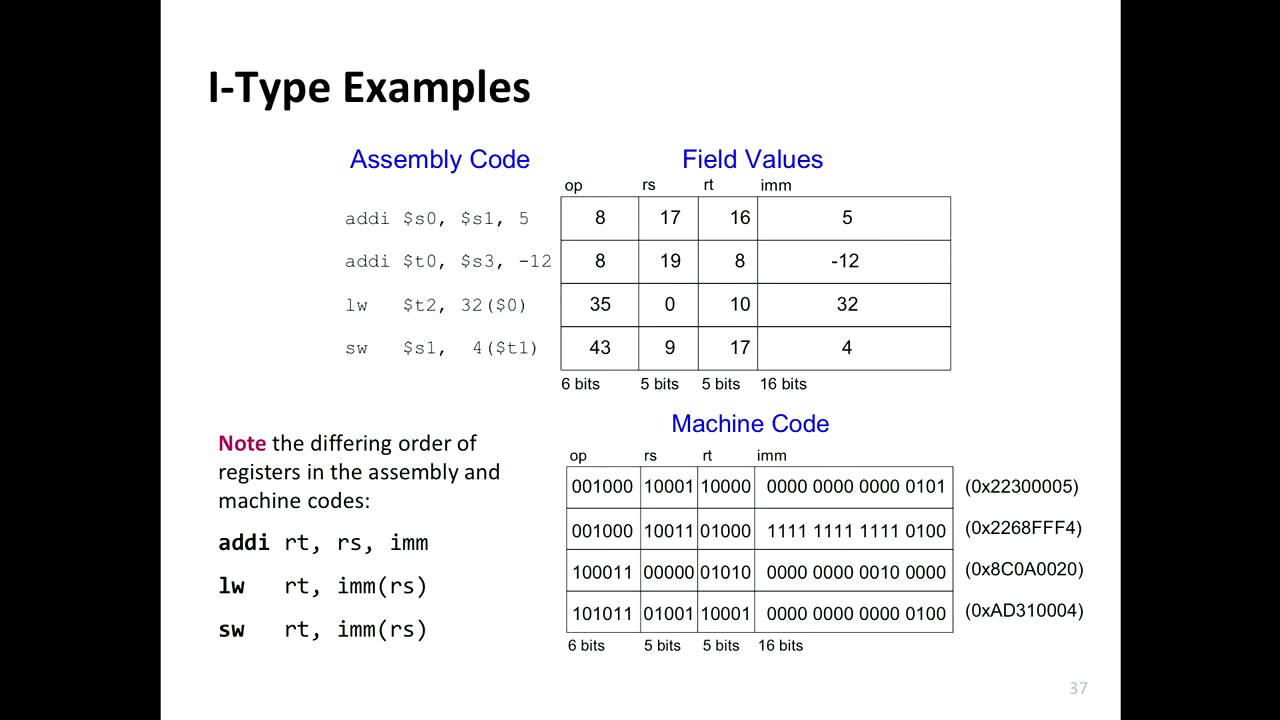 I-Type Examples
Assembly Code Field Values
op rs rt imm
addi $s0, $s1, 5 8 17 16 5
addi $t0, $s3, -12 8 19 8 -12
lw $t2, 32($0) 35 0 10 32
sw $s1, 4($t1) 43 9 17 4
6 bits 5 bits 5 bits 16 bits
Note the differing order of
registers in the assembly and
machine codes:
addi rt, rs, imm
lw rt, imm(rs)
sw rt, imm(rs)
Machine Code
op rs rt imm
001000 10001 10000 0000 0000 0000 0101 (0x22300005)
001000 10011 01000 1111 1111 1111 0100 (0x2268FFF4)
100011 00000 01010 0000 0000 0010 0000 (0x8C0A0020)
101011 01001 10001 0000 0000 0000 0100 (0xAD310004)
6 bits 5 bits 5 bits 16 bits
37